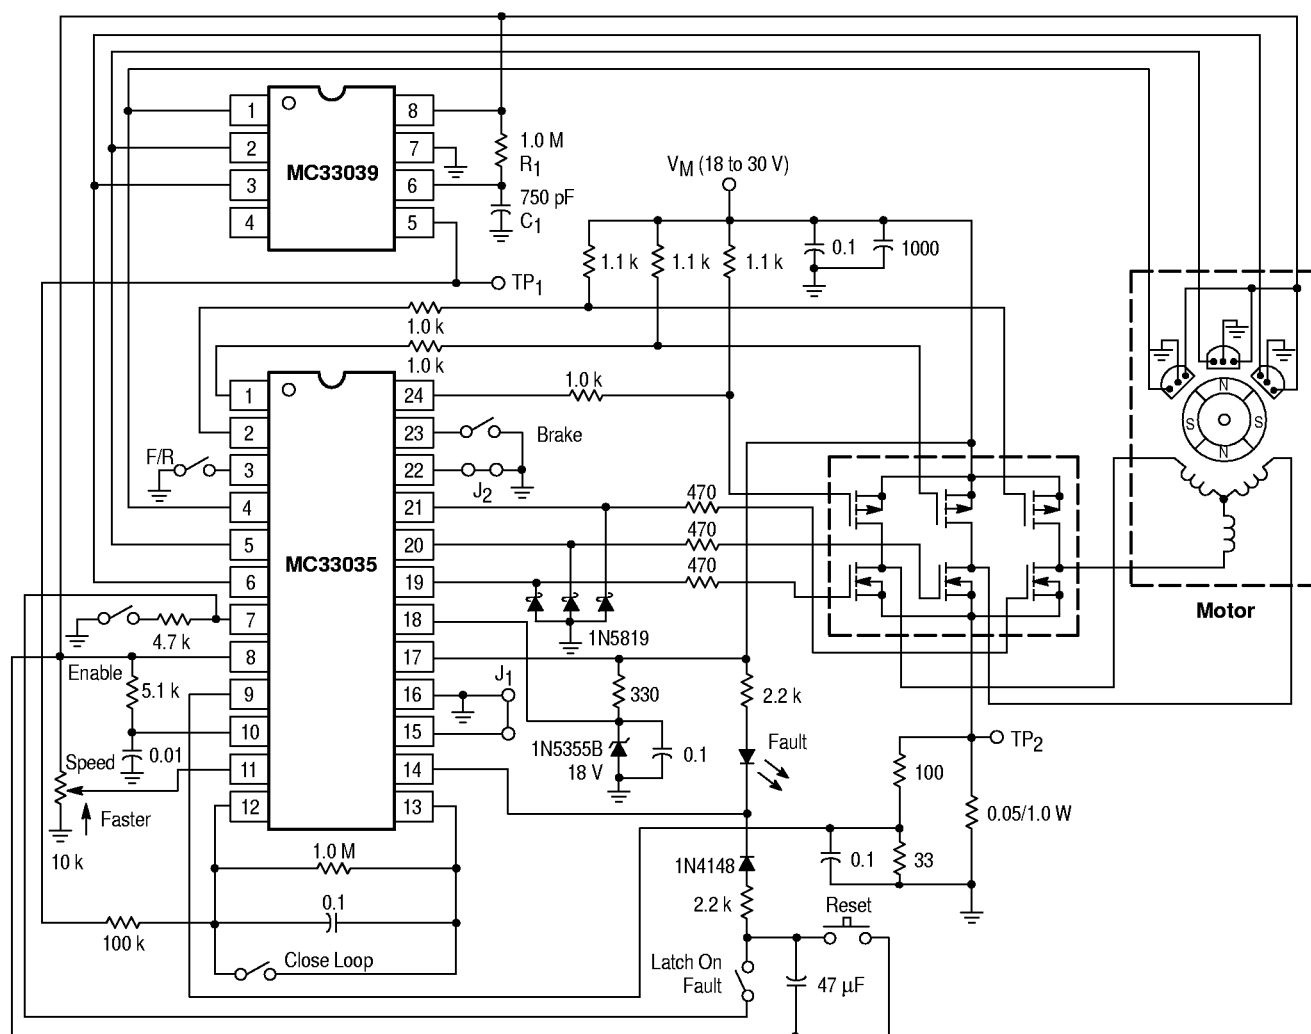 1
8
1.0 M
R1
2
7
MC33039
VM (18 to 30 V)
3
6
750 pF
C1
4
5
1.1 k
1.1 k
1.1 k
0.1
1000
TP1
1.0 k
1.0 k
1
24
1.0 k
N
S
S
N
2
23
Brake
F/R
3
22
J2
4
21
470
5
20
470
MC33035
6
19
470
Motor
7
18
1N5819
4.7 k
8
17
Enable
5.1 k
9
16
J1
330
2.2 k
10
15
TP2
0.01
1N5355B
18 V
0.1
Fault
Speed
11
14
100
Faster
12
13
0.05/1.0 W
10 k
1.0 M
1N4148
0.1
33
0.1
2.2 k
Reset
100 k
Close Loop
Latch On
Fault
47 µF